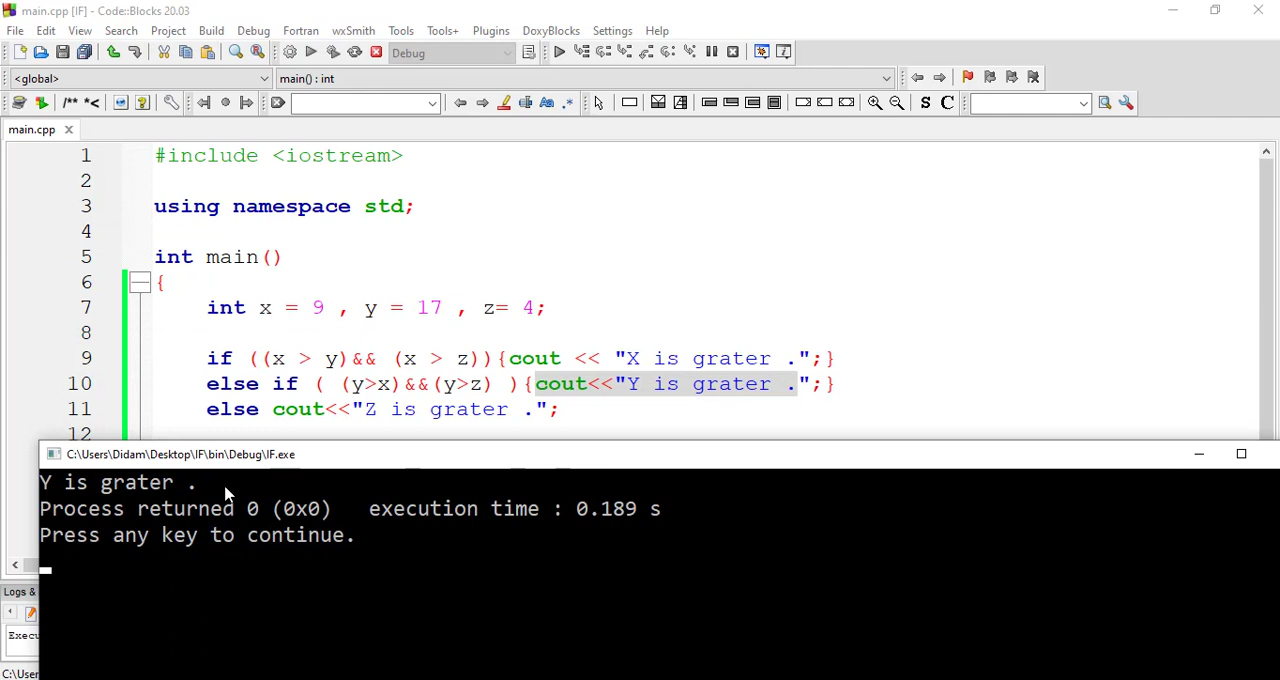 main.cpp [IF] - Code::Blocks 20.03
File Edit View Search Project Build Debug Fortran wxSmith Tools Tools+ Plugins DoxyBlocks Settings Help
Debug
<global> main() : int
/** *< S C
main.cpp
1 #include <iostream>
2
3 using namespace std;
4
5 int main()
6 {
7 int x = 9 , y = 17 , z= 4;
8
9 if ((x > y)&& (x > z)){cout << "X is grater .";}
10 else if ( (y>x)&&(y>z) ){cout<<"Y is grater .";}
11 else cout<<"Z is grater .";
12
C:\Users\Didam\Desktop\IF\bin\Debug\IF.exe
Y is grater .
Process returned 0 (0x0) execution time : 0.189 s
Press any key to continue.
Logs &
Execu
C:\User